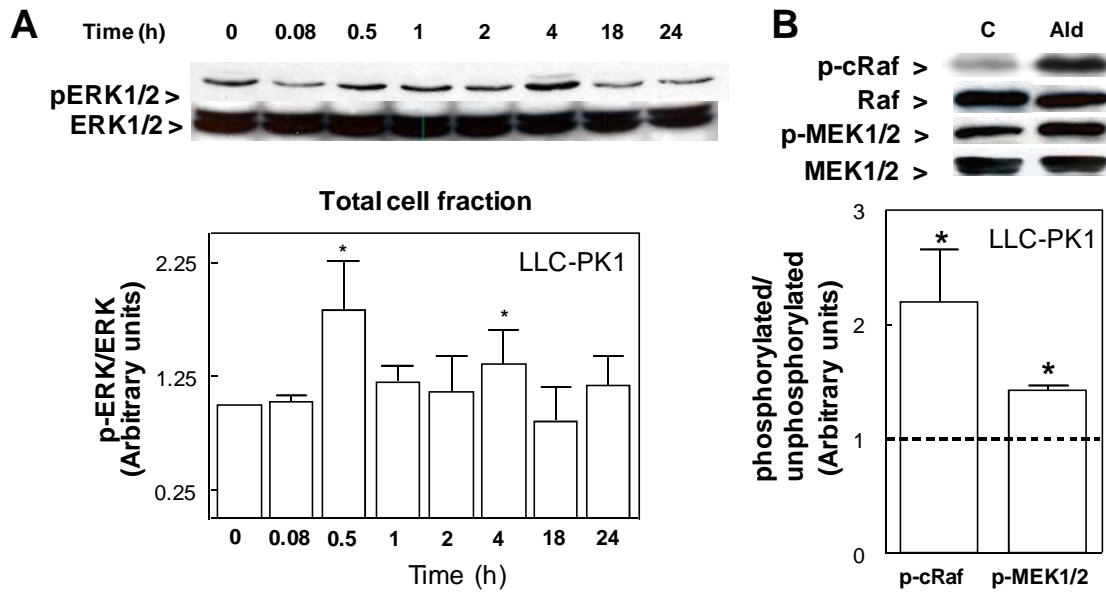 A
Time (h) 0 0.08 0.5 1 2 4 18 24
pERK1/2 >
ERK1/2 >
Total cell fraction
LLC-PK1
p-ERK/ERK
(Arbitrary units)
2.25
1.25
0.25
*
*
0 0.08 0.5 1 2 4 18 24
Time (h)
B
C Ald
p-cRaf >
Raf >
p-MEK1/2 >
MEK1/2 >
phosphorylated/
unphosphorylated
(Arbitrary units)
3
2
1
0
LLC-PK1
*
*
p-cRaf p-MEK1/2